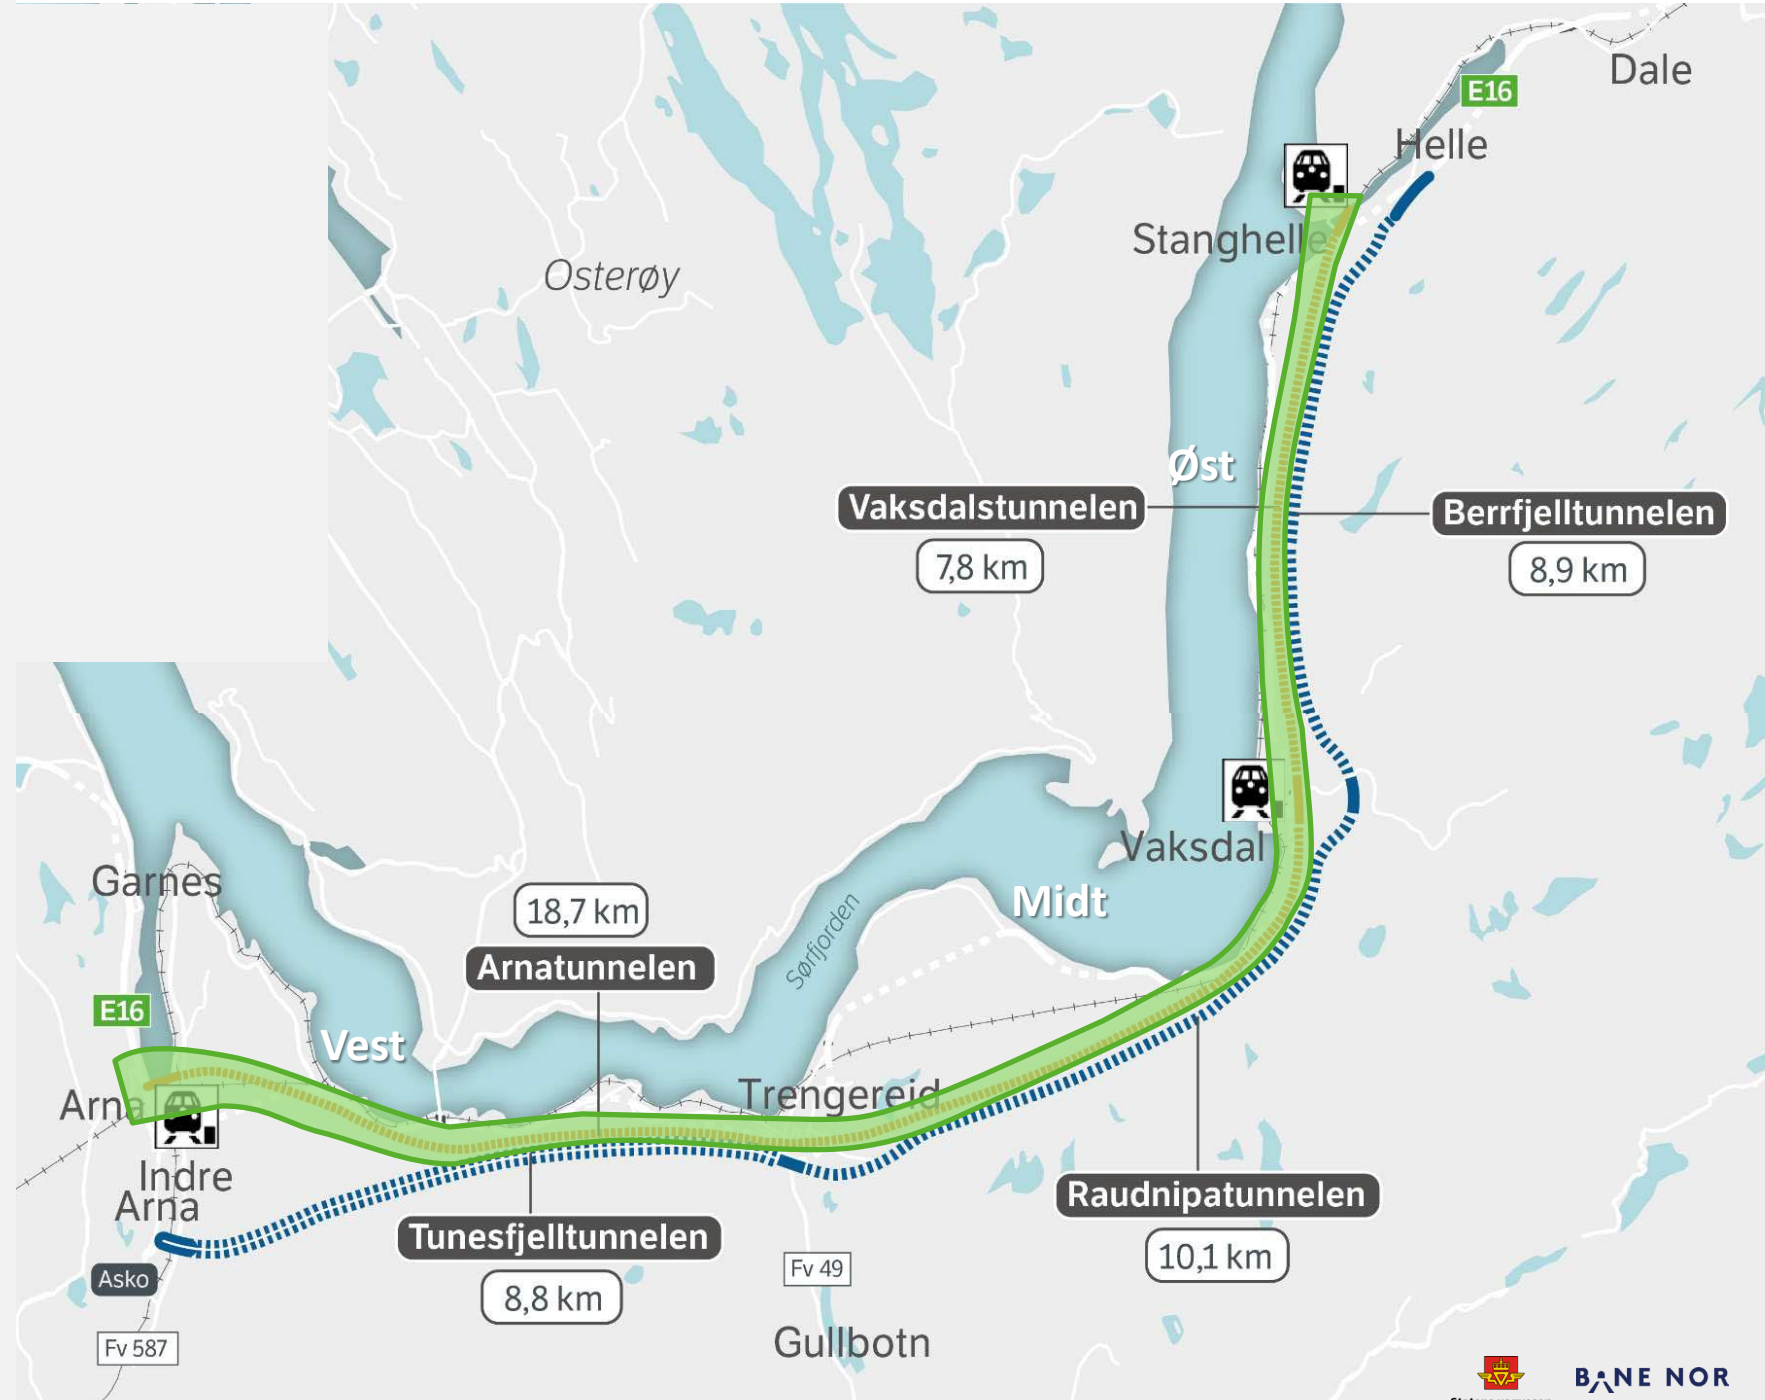 Dale
E16
Helle
Stanghelle
Osterøy
Øst
Vaksdalstunnelen
7,8 km
Berrfjelltunnelen
8,9 km
Vaksdal
Garnes
18,7 km
Arnatunnelen
Midt
Sørfjorden
E16
Vest
Arna
Trengereid
Indre
Arna
Raudnipatunnelen
10,1 km
Tunesfjelltunnelen
8,8 km
Asko
Fv 49
Fv 587
Gullbotn
BANE NOR